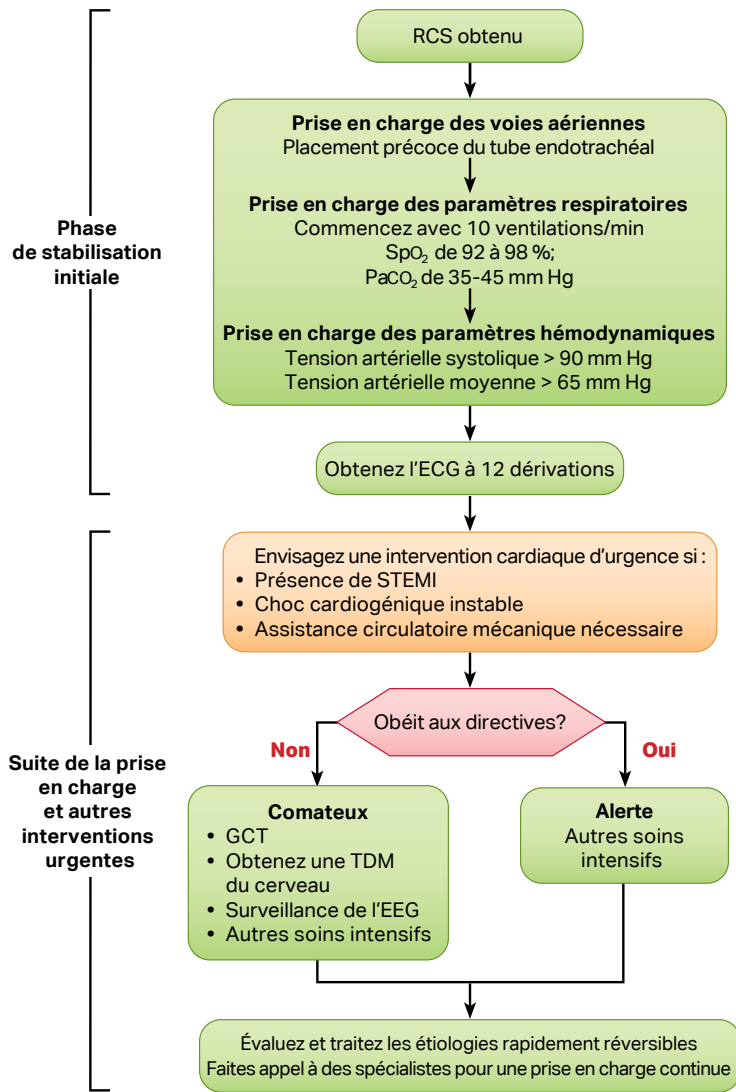 RCS obtenu
Prise en charge des voies aériennes
Placement précoce du tube endotrachéal
Prise en charge des paramètres respiratoires
Commencez avec 10 ventilations/min
SpO₂ de 92 à 98 %;
PaCO₂ de 35-45 mm Hg
Prise en charge des paramètres hémodynamiques
Tension artérielle systolique > 90 mm Hg
Tension artérielle moyenne > 65 mm Hg
Phase
de stabilisation
initiale
Obtenez l'ECG à 12 dérivations
Envisagez une intervention cardiaque d'urgence si :
• Présence de STEMI
• Choc cardiogénique instable
• Assistance circulatoire mécanique nécessaire
Obéit aux directives?
Non
Oui
Suite de la prise
en charge
et autres
interventions
urgentes
Comateux
• GCT
• Obtenez une TDM
du cerveau
• Surveillance de l'EEG
• Autres soins intensifs
Alerte
Autres soins
intensifs
Évaluez et traitez les étiologies rapidement réversibles
Faites appel à des spécialistes pour une prise en charge continue